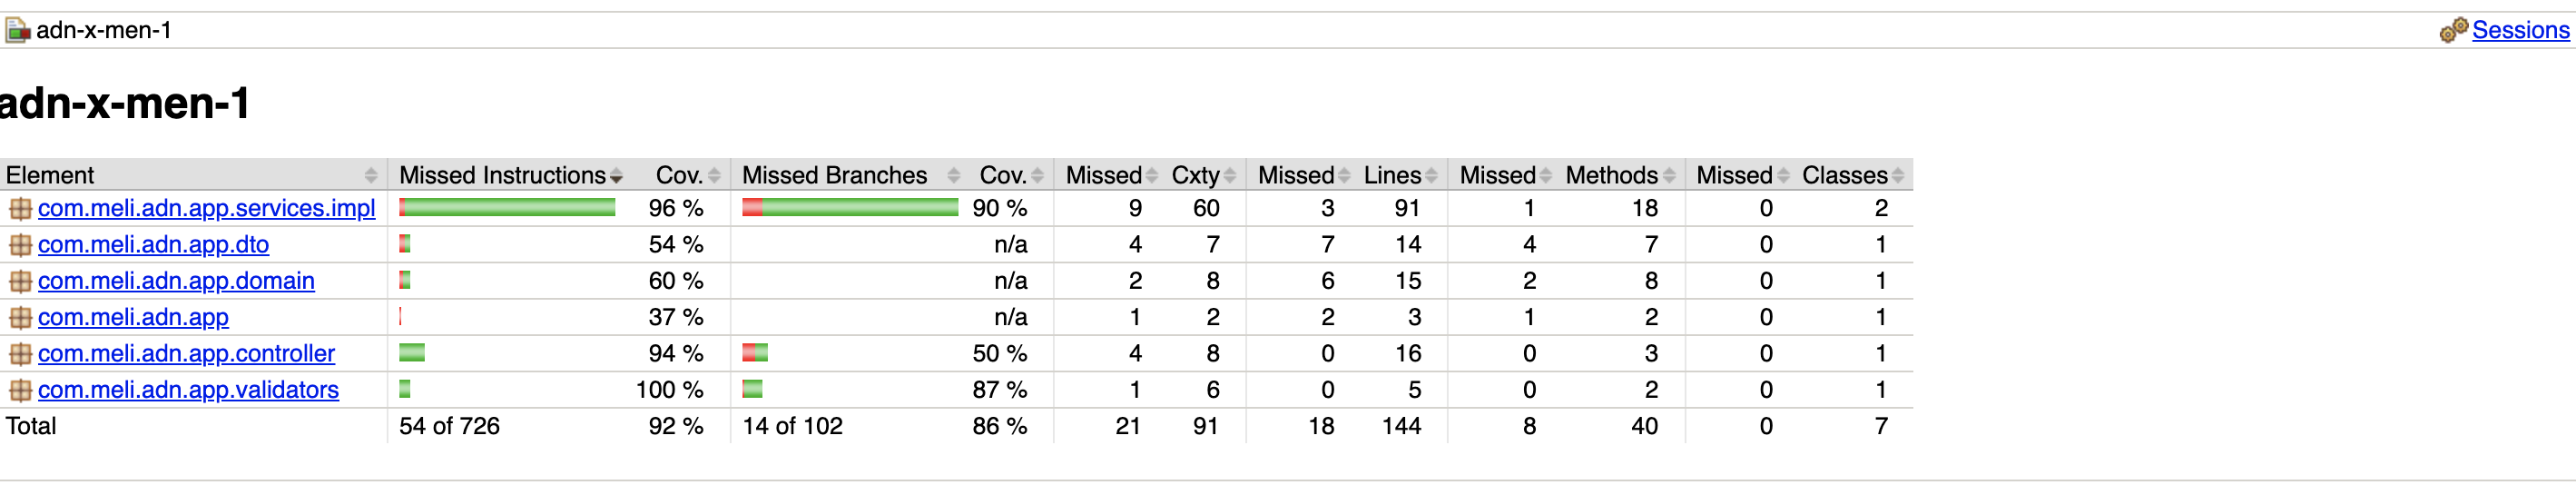 adn-x-men-1 Sessions
adn-x-men-1
Element Missed Instructions Cov. Missed Branches Cov. Missed Cxty Missed Lines Missed Methods Missed Classes
com.meli.adn.app.services.impl 96 % 90 % 9 60 3 91 1 18 0 2
com.meli.adn.app.dto 54 % n/a 4 7 7 14 4 7 0 1
com.meli.adn.app.domain 60 % n/a 2 8 6 15 2 8 0 1
com.meli.adn.app 37 % n/a 1 2 2 3 1 2 0 1
com.meli.adn.app.controller 94 % 50 % 4 8 0 16 0 3 0 1
com.meli.adn.app.validators 100 % 87 % 1 6 0 5 0 2 0 1
Total 54 of 726 92 % 14 of 102 86 % 21 91 18 144 8 40 0 7